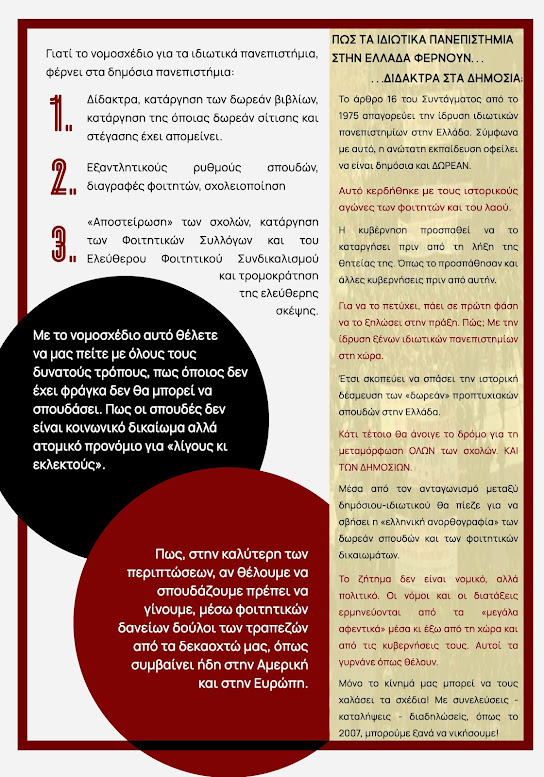 Γιατί το νομοσχέδιο για τα ιδιωτικά πανεπιστήμια,
φέρνει στα δημόσια πανεπιστήμια:
1.
Δίδακτρα, κατάργηση των δωρεάν βιβλίων,
κατάργηση της όποιας δωρεάν σίτισης και
στέγασης έχει απομείνει.
2.
Εξαντλητικούς ρυθμούς σπουδών,
διαγραφές φοιτητών, σχολειοποίηση
3.
«Αποστείρωση» των σχολών, κατάργηση
των Φοιτητικών Συλλόγων και του
Ελεύθερου Φοιτητικού Συνδικαλισμού
και τρομοκράτηση
της ελεύθερης
σκέψης.
Με το νομοσχέδιο αυτό θέλετε
να μας πείτε με όλους τους
δυνατούς τρόπους, πως όποιος δεν
έχει φράγκα δεν θα μπορεί να
σπουδάσει. Πως οι σπουδές δεν
είναι κοινωνικό δικαίωμα αλλά
ατομικό προνόμιο για «λίγους κι
εκλεκτούς».
Πως, στην καλύτερη των
περιπτώσεων, αν θέλουμε να
σπουδάζουμε πρέπει να
γίνουμε, μέσω φοιτητικών
δανείων δούλοι των τραπεζών
από τα δεκαοχτώ μας, όπως
συμβαίνει ήδη στην Αμερική
και στην Ευρώπη.
ΠΩΣ ΤΑ ΙΔΙΩΤΙΚΑ ΠΑΝΕΠΙΣΤΗΜΙΑ
ΣΤΗΝ ΕΛΛΑΔΑ ΦΕΡΝΟΥΝ...
...ΔΙΔΑΚΤΡΑ ΣΤΑ ΔΗΜΟΣΙΑ;
Το άρθρο 16 του Συντάγματος από το
1975 απαγορεύει την ίδρυση ιδιωτικών
πανεπιστημίων στην Ελλάδα. Σύμφωνα
με αυτό, η ανώτατη εκπαίδευση οφείλει
να είναι δημόσια και ΔΩΡΕΑΝ.
Αυτό κερδήθηκε με τους ιστορικούς
αγώνες των φοιτητών και του λαού.
Η κυβέρνηση προσπαθεί να το
καταργήσει πριν από τη λήξη της
θητείας της. Όπως το προσπάθησαν και
άλλες κυβερνήσεις πριν από αυτήν.
Για να το πετύχει, πάει σε πρώτη φάση
να το ξηλώσει στην πράξη. Πώς; Με την
ίδρυση ξένων ιδιωτικών πανεπιστημίων
στη χώρα.
Έτσι σκοπεύει να σπάσει την ιστορική
δέσμευση των «δωρεάν» προπτυχιακών
σπουδών στην Ελλάδα.
Κάτι τέτοιο θα άνοιγε το δρόμο για τη
μεταμόρφωση ΟΛΩΝ των σχολών. ΚΑΙ
ΤΩΝ ΔΗΜΟΣΙΩΝ.
Μέσα από τον ανταγωνισμό μεταξύ
δημόσιου-ιδιωτικού θα πίεζε για να
σβήσει η «ελληνική ανορθογραφία» των
δωρεάν σπουδών και των φοιτητικών
δικαιωμάτων.
Το ζήτημα δεν είναι νομικό, αλλά
πολιτικό. Οι νόμοι και οι διατάξεις
ερμηνεύονται από τα «μεγάλα
αφεντικά» μέσα κι έξω από τη χώρα και
από τις κυβερνήσεις τους. Αυτοί τα
γυρνάνε όπως θέλουν.
Μόνο το κίνημά μας μπορεί να τους
χαλάσει τα σχέδια! Με συνελεύσεις -
καταλήψεις - διαδηλώσεις, όπως το
2007, μπορούμε ξανά να νικήσουμε!